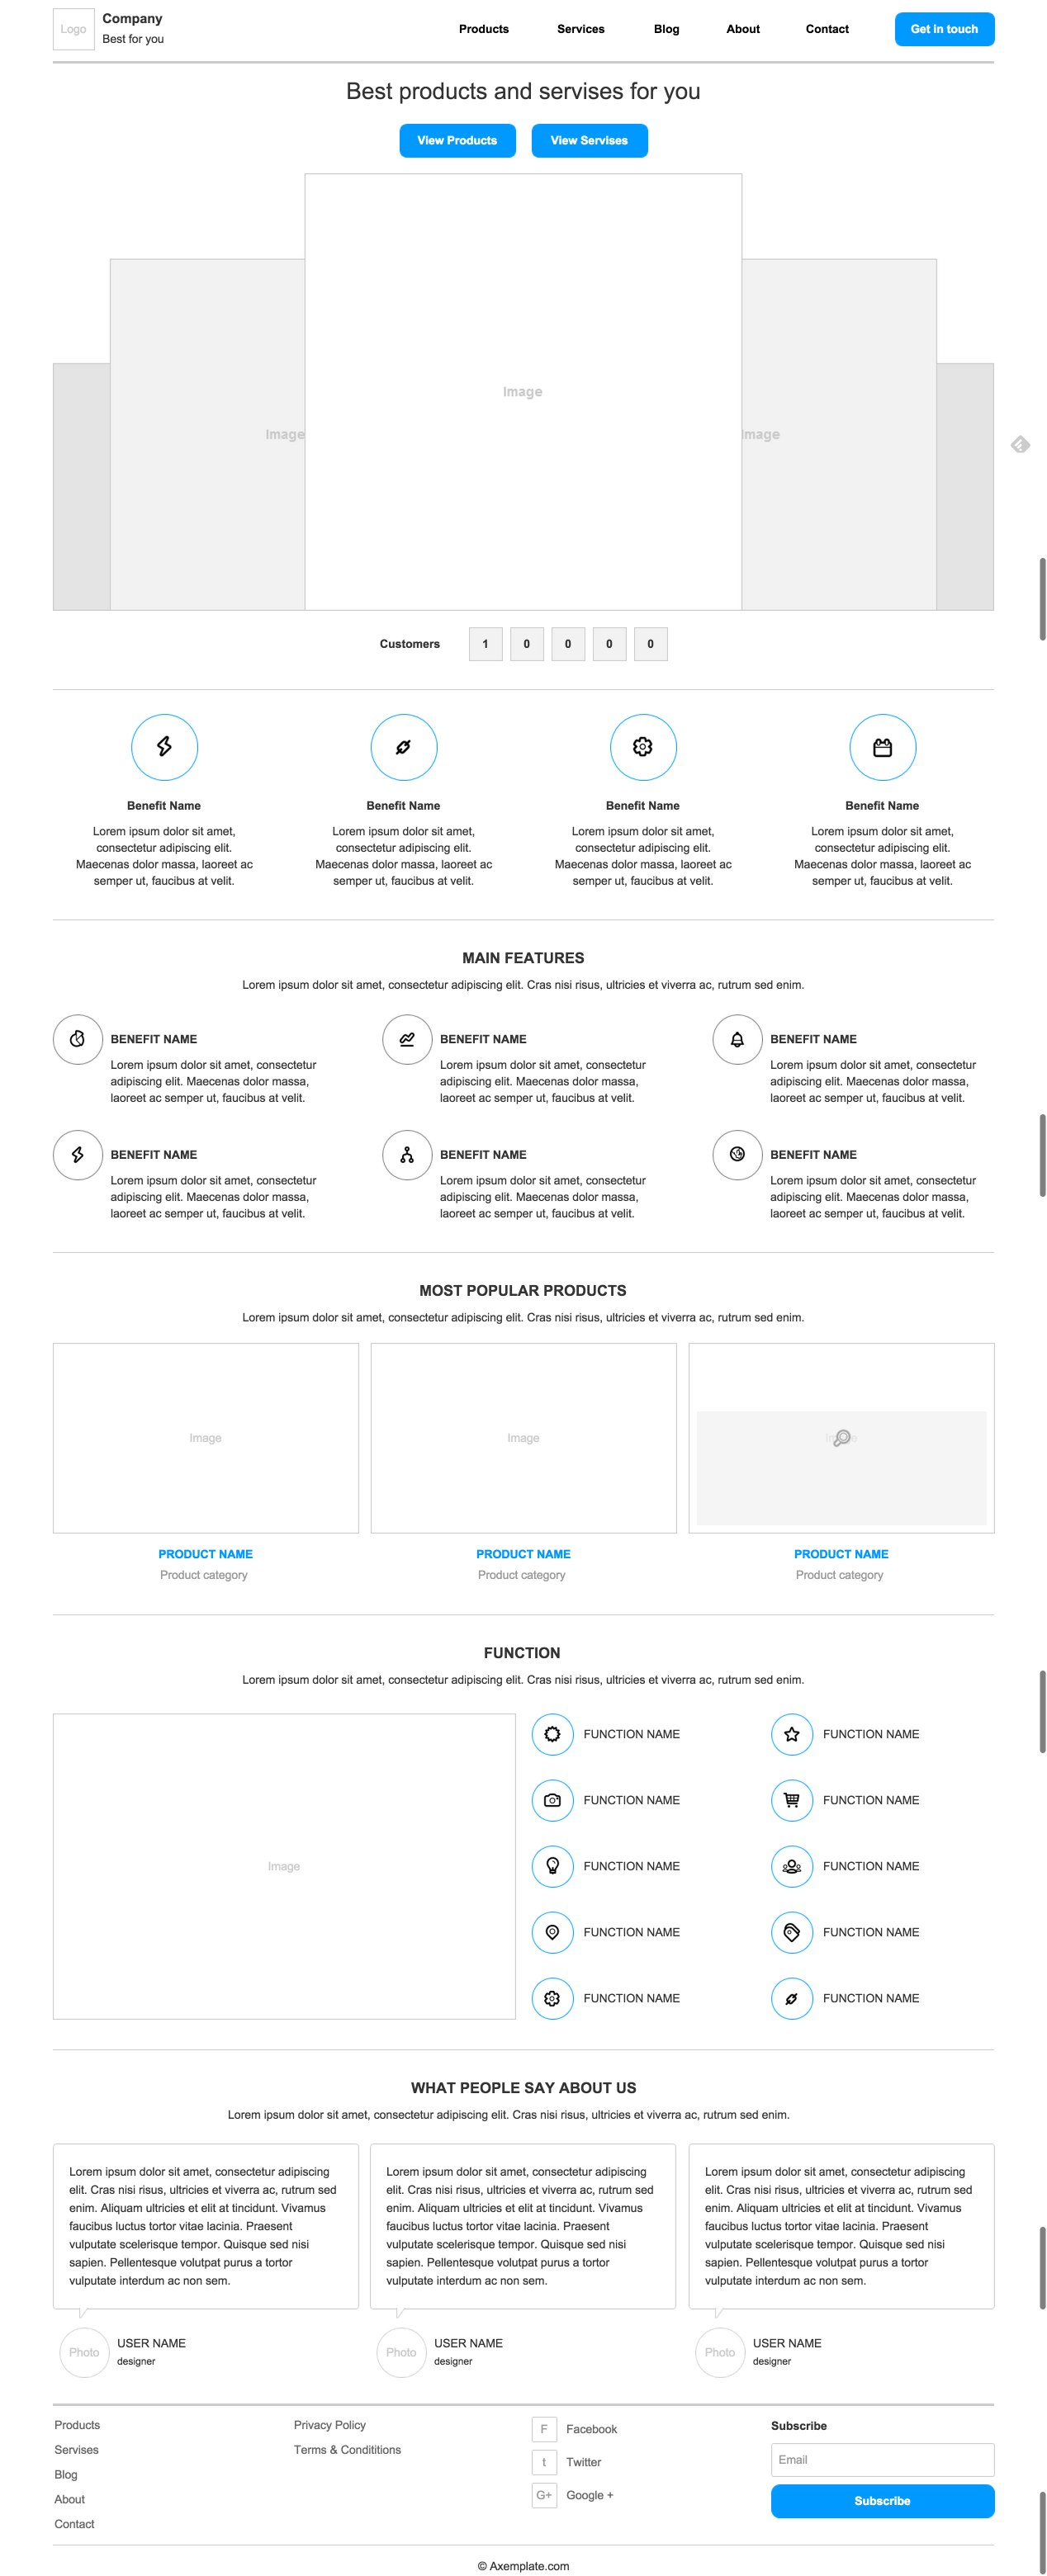 Logo
Company
Best for you
Products
Services
Blog
About
Contact
Get in touch
Best products and servises for you
View Products
View Servises
Image
Image
Image
Customers
1 0 0 0 0
Benefit Name
Lorem ipsum dolor sit amet,
consectetur adipiscing elit.
Maecenas dolor massa, laoreet ac
semper ut, faucibus at velit.
Benefit Name
Lorem ipsum dolor sit amet,
consectetur adipiscing elit.
Maecenas dolor massa, laoreet ac
semper ut, faucibus at velit.
Benefit Name
Lorem ipsum dolor sit amet,
consectetur adipiscing elit.
Maecenas dolor massa, laoreet ac
semper ut, faucibus at velit.
Benefit Name
Lorem ipsum dolor sit amet,
consectetur adipiscing elit.
Maecenas dolor massa, laoreet ac
semper ut, faucibus at velit.
MAIN FEATURES
Lorem ipsum dolor sit amet, consectetur adipiscing elit. Cras nisi risus, ultricies et viverra ac, rutrum sed enim.
BENEFIT NAME
Lorem ipsum dolor sit amet, consectetur
adipiscing elit. Maecenas dolor massa,
laoreet ac semper ut, faucibus at velit.
BENEFIT NAME
Lorem ipsum dolor sit amet, consectetur
adipiscing elit. Maecenas dolor massa,
laoreet ac semper ut, faucibus at velit.
BENEFIT NAME
Lorem ipsum dolor sit amet, consectetur
adipiscing elit. Maecenas dolor massa,
laoreet ac semper ut, faucibus at velit.
BENEFIT NAME
Lorem ipsum dolor sit amet, consectetur
adipiscing elit. Maecenas dolor massa,
laoreet ac semper ut, faucibus at velit.
BENEFIT NAME
Lorem ipsum dolor sit amet, consectetur
adipiscing elit. Maecenas dolor massa,
laoreet ac semper ut, faucibus at velit.
BENEFIT NAME
Lorem ipsum dolor sit amet, consectetur
adipiscing elit. Maecenas dolor massa,
laoreet ac semper ut, faucibus at velit.
MOST POPULAR PRODUCTS
Lorem ipsum dolor sit amet, consectetur adipiscing elit. Cras nisi risus, ultricies et viverra ac, rutrum sed enim.
Image
PRODUCT NAME
Product category
Image
PRODUCT NAME
Product category
PRODUCT NAME
Product category
FUNCTION
Lorem ipsum dolor sit amet, consectetur adipiscing elit. Cras nisi risus, ultricies et viverra ac, rutrum sed enim.
Image
FUNCTION NAME
FUNCTION NAME
FUNCTION NAME
FUNCTION NAME
FUNCTION NAME
FUNCTION NAME
FUNCTION NAME
FUNCTION NAME
FUNCTION NAME
FUNCTION NAME
WHAT PEOPLE SAY ABOUT US
Lorem ipsum dolor sit amet, consectetur adipiscing elit. Cras nisi risus, ultricies et viverra ac, rutrum sed enim.
Lorem ipsum dolor sit amet, consectetur adipiscing
elit. Cras nisi risus, ultricies et viverra ac, rutrum sed
enim. Aliquam ultricies et elit at tincidunt. Vivamus
faucibus luctus tortor vitae lacinia. Praesent
vulputate scelerisque tempor. Quisque sed nisi
sapien. Pellentesque volutpat purus a tortor
vulputate interdum ac non sem.
Photo
USER NAME
designer
Lorem ipsum dolor sit amet, consectetur adipiscing
elit. Cras nisi risus, ultricies et viverra ac, rutrum sed
enim. Aliquam ultricies et elit at tincidunt. Vivamus
faucibus luctus tortor vitae lacinia. Praesent
vulputate scelerisque tempor. Quisque sed nisi
sapien. Pellentesque volutpat purus a tortor
vulputate interdum ac non sem.
Photo
USER NAME
designer
Lorem ipsum dolor sit amet, consectetur adipiscing
elit. Cras nisi risus, ultricies et viverra ac, rutrum sed
enim. Aliquam ultricies et elit at tincidunt. Vivamus
faucibus luctus tortor vitae lacinia. Praesent
vulputate scelerisque tempor. Quisque sed nisi
sapien. Pellentesque volutpat purus a tortor
vulputate interdum ac non sem.
Photo
USER NAME
designer
Products
Servises
Blog
About
Contact
Privacy Policy
Terms & Condititions
F Facebook
t Twitter
G+ Google +
Subscribe
Email
Subscribe
© Axemplate.com